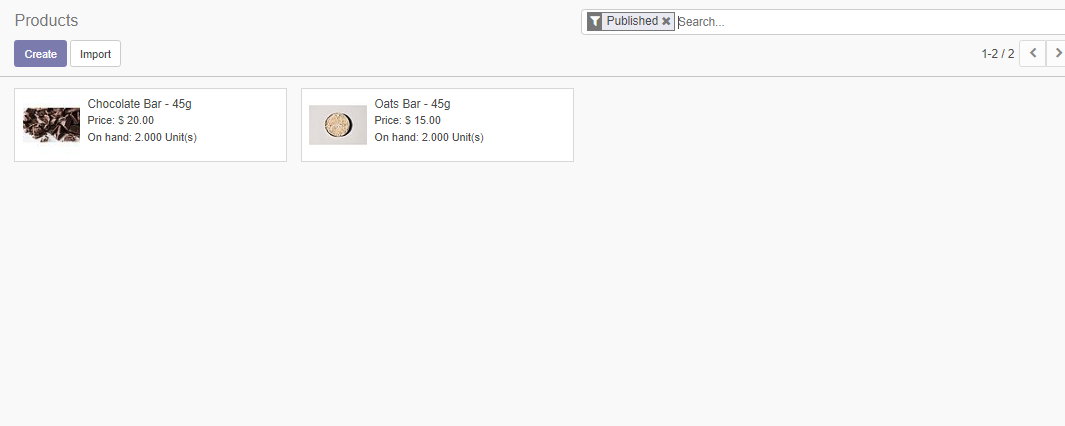 Products
Published ✖ Search...
Create Import
1-2 / 2
Chocolate Bar - 45g
Price: $ 20.00
On hand: 2.000 Unit(s)
Oats Bar - 45g
Price: $ 15.00
On hand: 2.000 Unit(s)